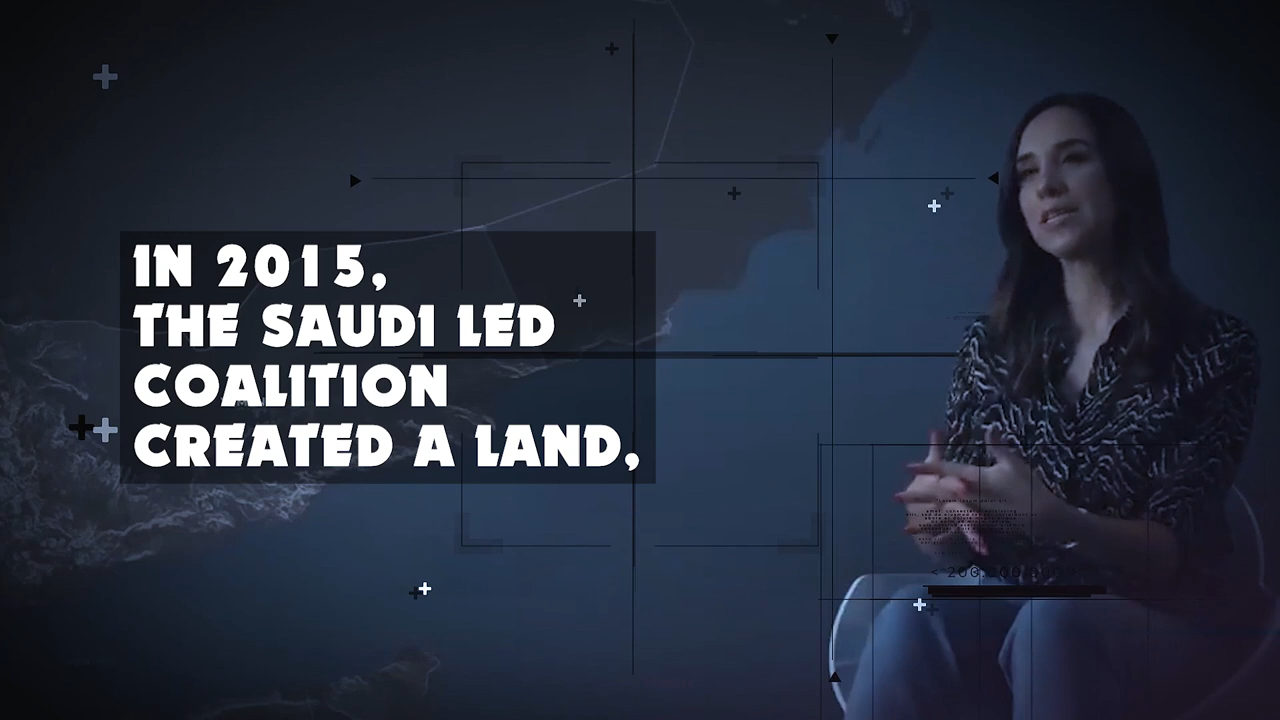 IN 2015,
THE SAUDI LED
COALITION
CREATED A LAND,